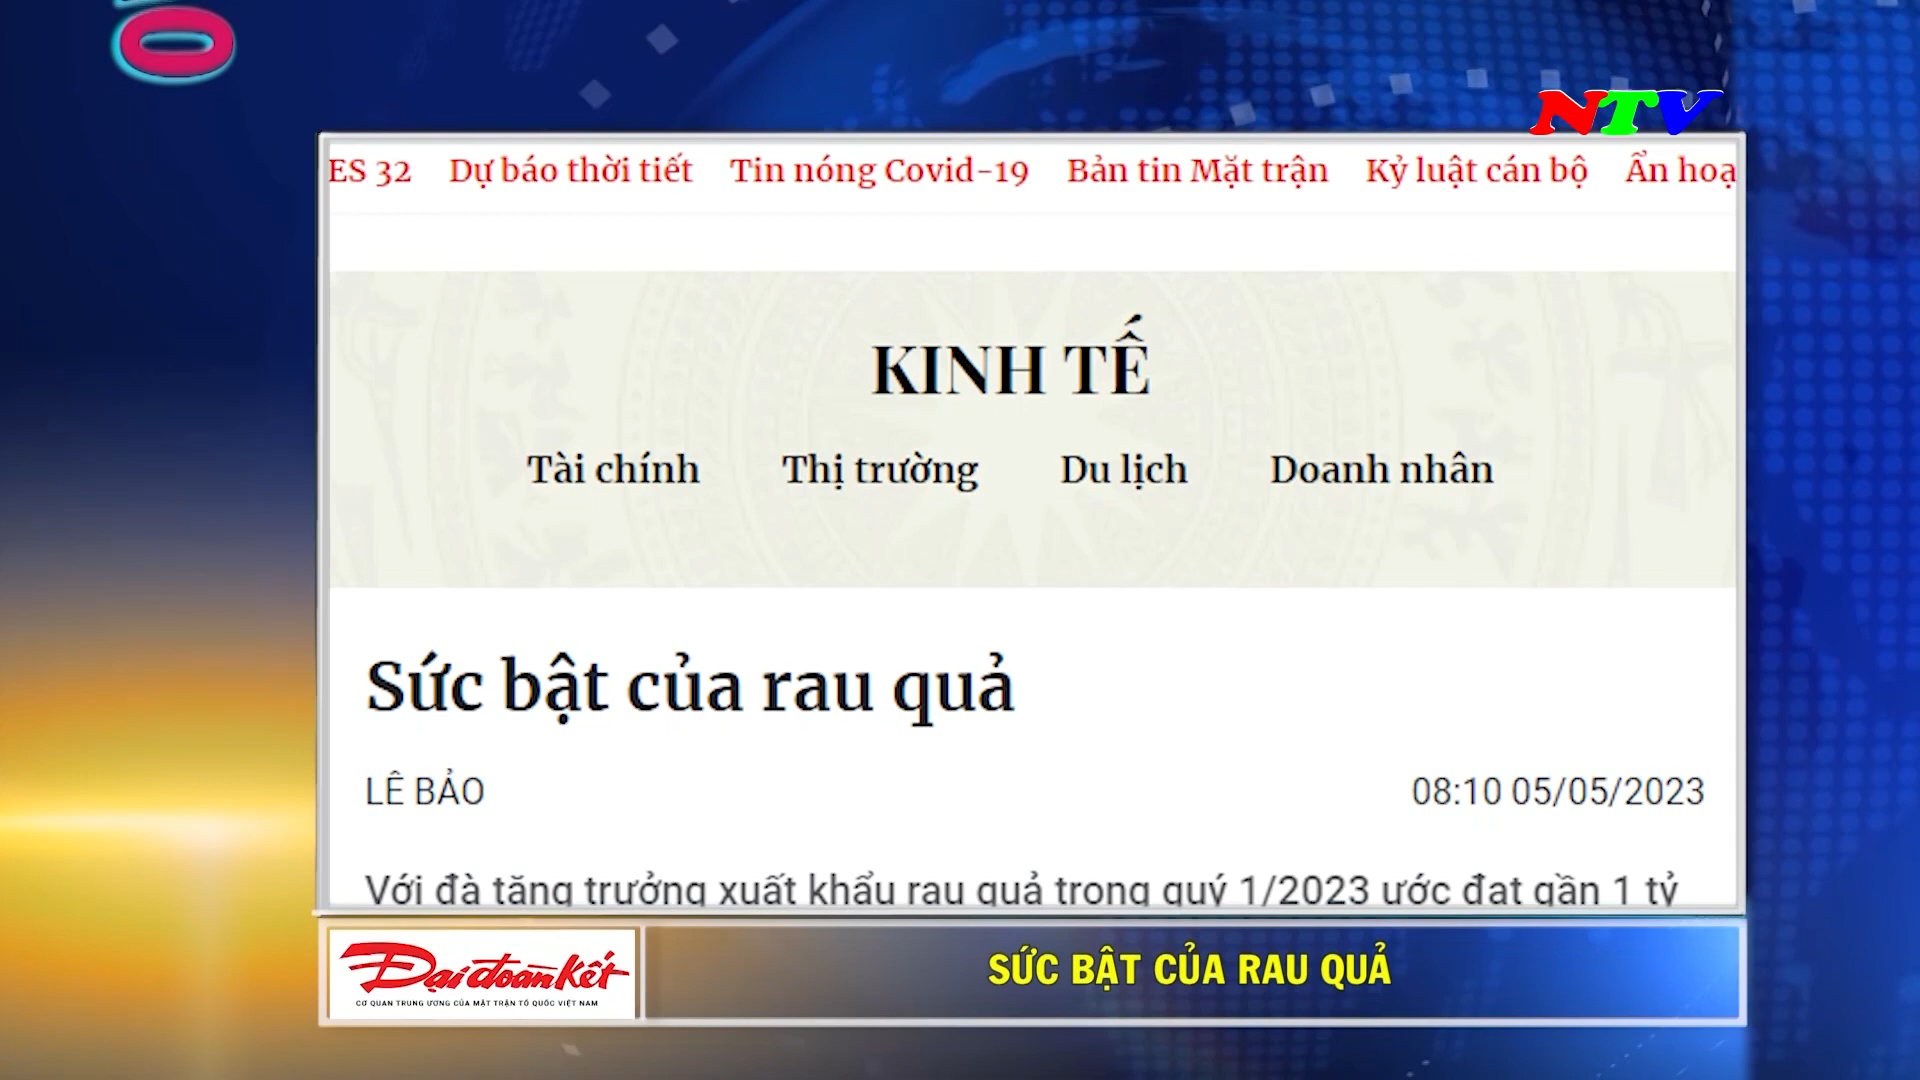 NTV
ES 32 Dự báo thời tiết Tin nóng Covid-19 Bản tin Mặt trận Kỷ luật cán bộ Ẩn hoạ
KINH TẾ
Tài chính Thị trường Du lịch Doanh nhân
Sức bật của rau quả
LÊ BẢO 08:10 05/05/2023
Với đà tăng trưởng xuất khẩu rau quả trong quý 1/2023 ước đạt gần 1 tỷ
Đại đoàn kết
CƠ QUAN TRUNG ƯƠNG CỦA MẶT TRẬN TỔ QUỐC VIỆT NAM
SỨC BẬT CỦA RAU QUẢ